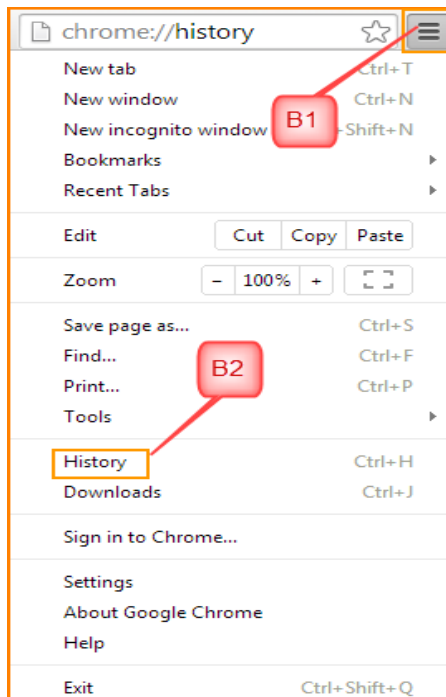 chrome://history
New tab Ctrl+T
New window Ctrl+N
B1
New incognito window +Shift+N
Bookmarks
Recent Tabs
Edit Cut Copy Paste
Zoom - 100% +
Save page as... Ctrl+S
Find... Ctrl+F
B2
Print... Ctrl+P
Tools
History Ctrl+H
Downloads Ctrl+J
Sign in to Chrome...
Settings
About Google Chrome
Help
Exit Ctrl+Shift+Q